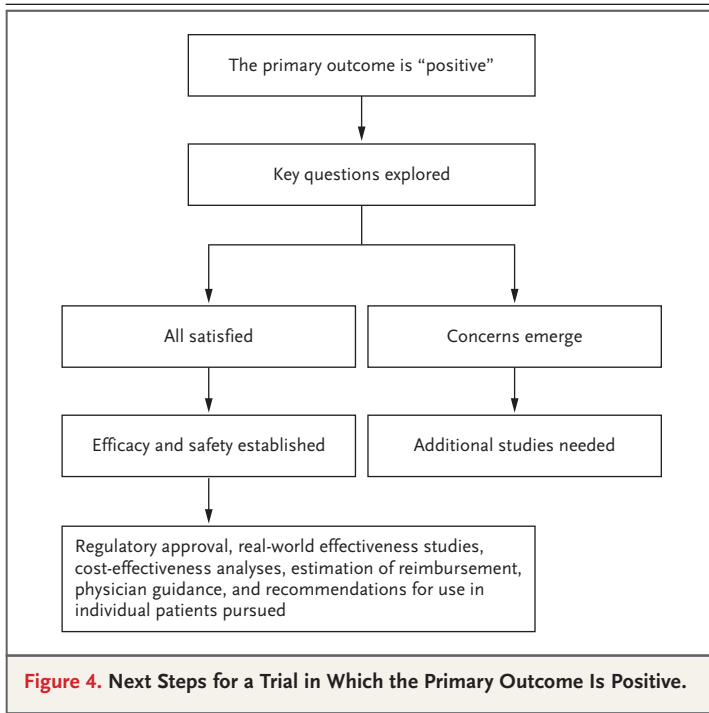 The primary outcome is “positive”
Key questions explored
All satisfied
Concerns emerge
Efficacy and safety established
Additional studies needed
Regulatory approval, real-world effectiveness studies,
cost-effectiveness analyses, estimation of reimbursement,
physician guidance, and recommendations for use in
individual patients pursued
Figure 4. Next Steps for a Trial in Which the Primary Outcome Is Positive.